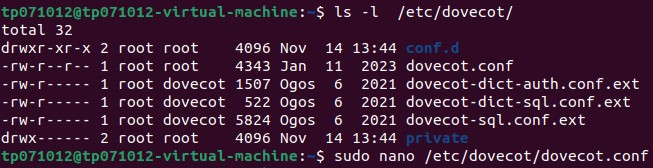 tp071012@tp071012-virtual-machine:~$ ls -l  /etc/dovecot/
total 32
drwxr-xr-x 2 root root    4096 Nov  14 13:44 conf.d
-rw-r--r-- 1 root root    4343 Jan  11  2023 dovecot.conf
-rw-r----- 1 root dovecot 1507 Ogos  6  2021 dovecot-dict-auth.conf.ext
-rw-r----- 1 root dovecot  522 Ogos  6  2021 dovecot-dict-sql.conf.ext
-rw-r----- 1 root dovecot 5824 Ogos  6  2021 dovecot-sql.conf.ext
drwx------ 2 root root    4096 Nov  14 13:44 private
tp071012@tp071012-virtual-machine:~$ sudo nano /etc/dovecot/dovecot.conf